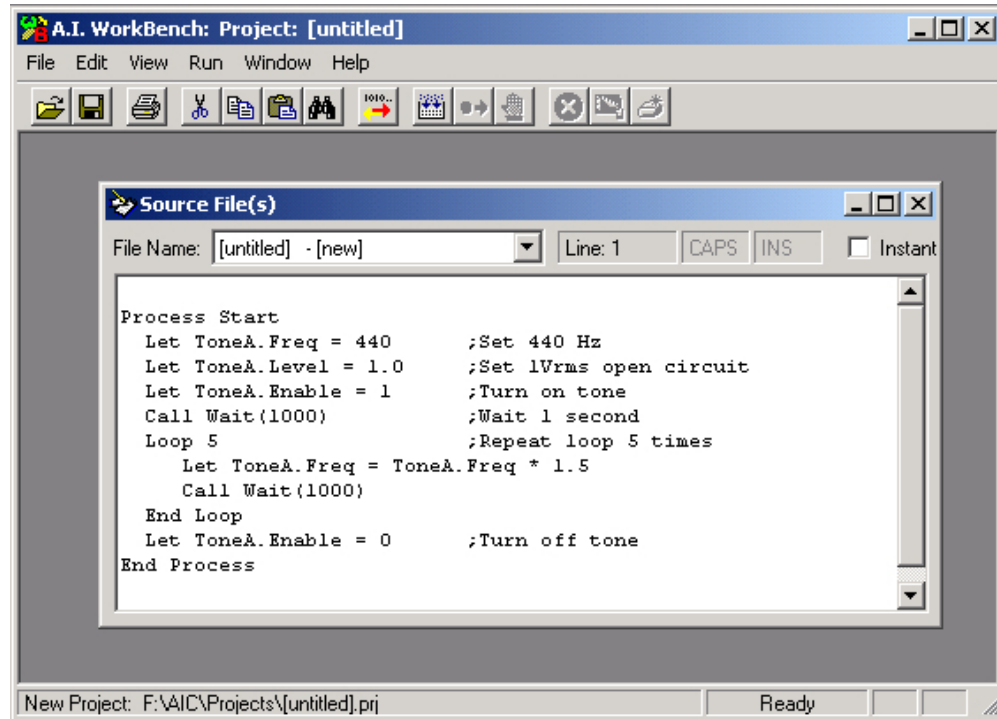 A.I. WorkBench: Project: [untitled]
File Edit View Run Window Help
1010..
Source File(s)
File Name: [untitled] - [new] Line: 1 CAPS INS Instant
Process Start
Let ToneA.Freq = 440 ;Set 440 Hz
Let ToneA.Level = 1.0 ;Set 1Vrms open circuit
Let ToneA.Enable = 1 ;Turn on tone
Call Wait(1000) ;Wait 1 second
Loop 5 ;Repeat loop 5 times
Let ToneA.Freq = ToneA.Freq * 1.5
Call Wait(1000)
End Loop
Let ToneA.Enable = 0 ;Turn off tone
End Process
New Project: F:\AIC\Projects\[untitled].prj Ready